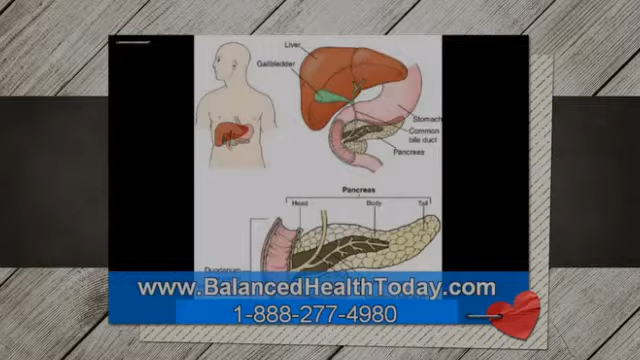 Liver
Gallbladder
Stomach
Common
bile duct
Pancreas
Pancreas
Head Body Tail
Duodenum
www.BalancedHealthToday.com
1-888-277-4980